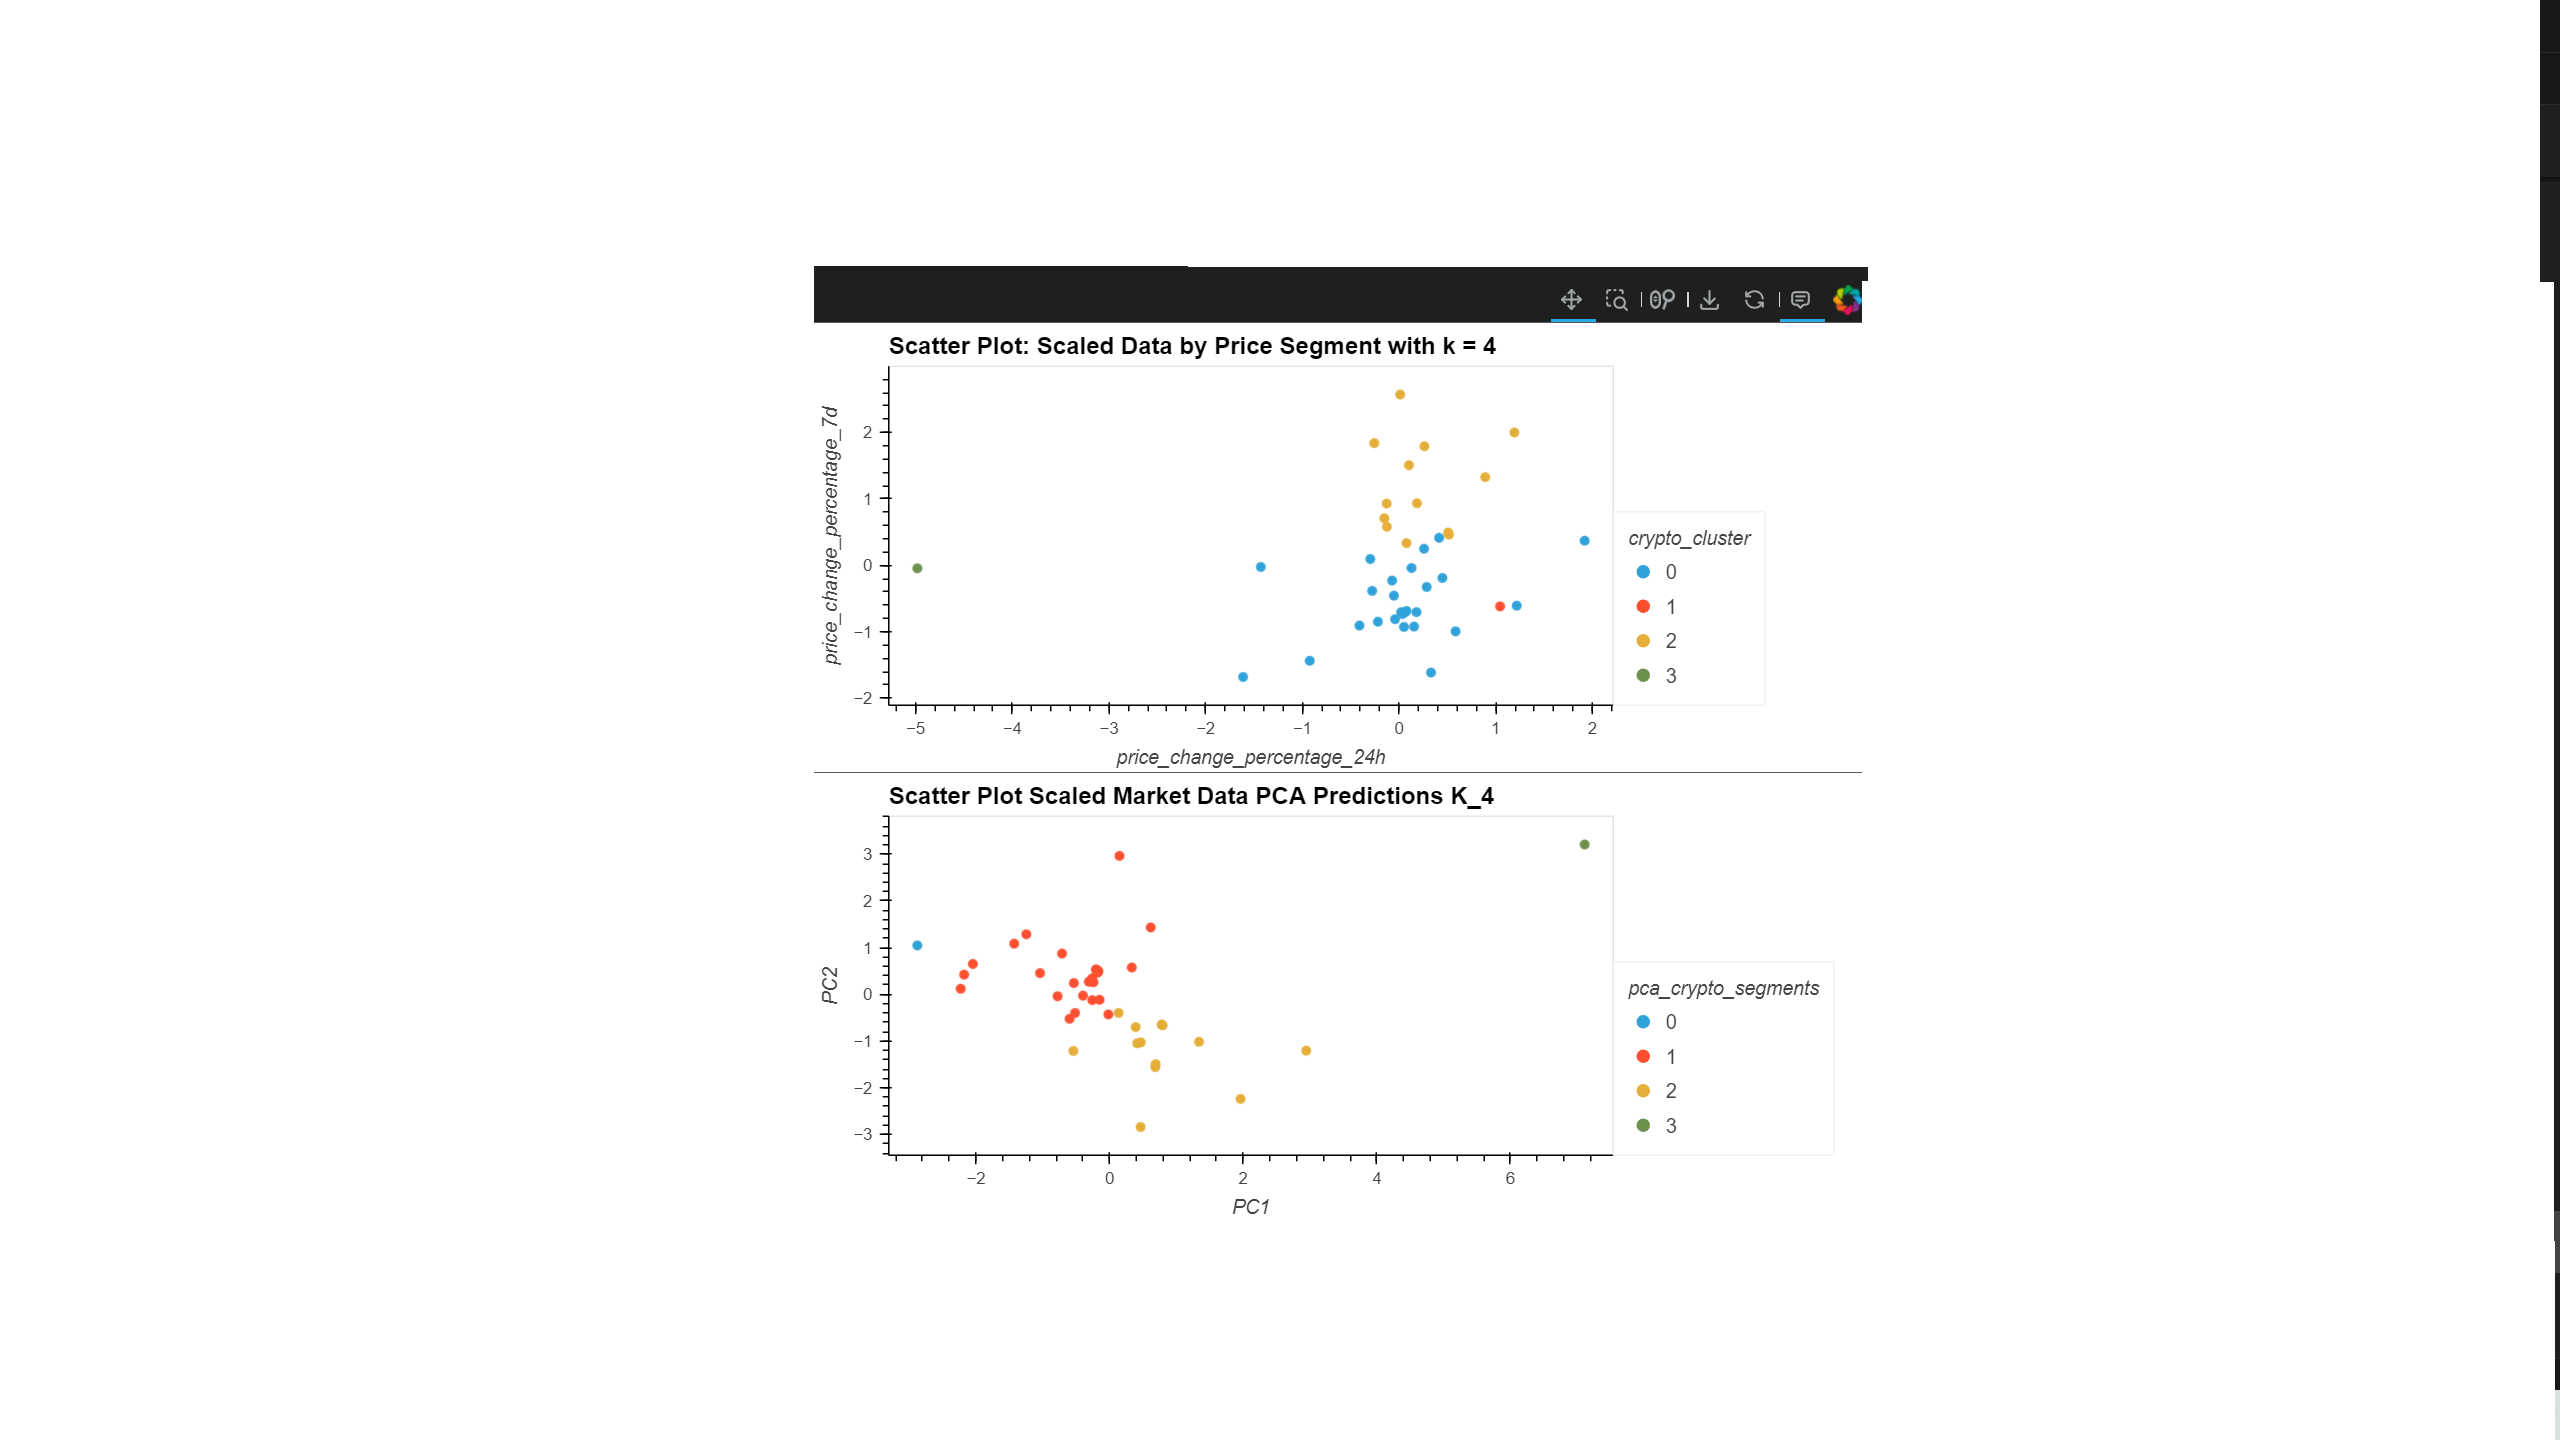 Scatter Plot: Scaled Data by Price Segment with k = 4
price_change_percentage_7d
2
1
0
−1
−2
−5 −4 −3 −2 −1 0 1 2
price_change_percentage_24h
crypto_cluster
0
1
2
3
Scatter Plot Scaled Market Data PCA Predictions K_4
PC2
3
2
1
0
−1
−2
−3
−2 0 2 4 6
PC1
pca_crypto_segments
0
1
2
3